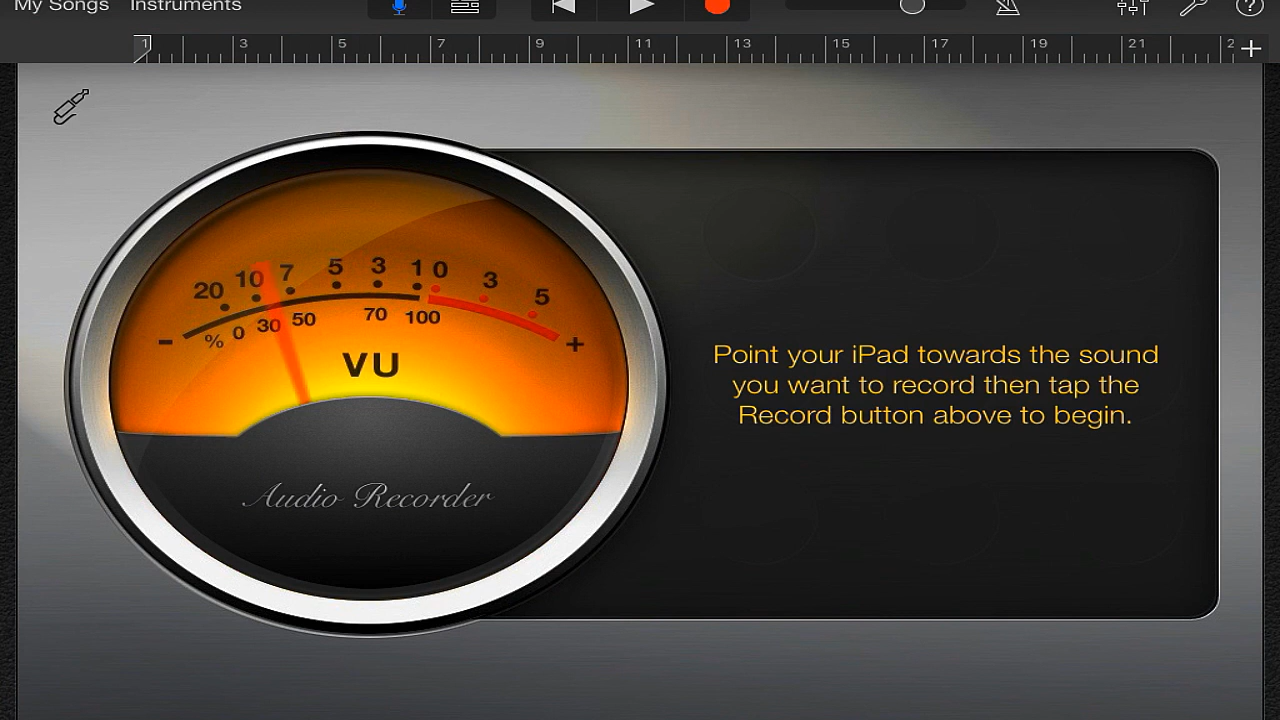 My Songs Instruments
1 3 5 7 9 11 13 15 17 19 21 2
20 10 7 5 3 1 0 3 5
- % 0 30 50 70 100 +
VU
Audio Recorder
Point your iPad towards the sound
you want to record then tap the
Record button above to begin.